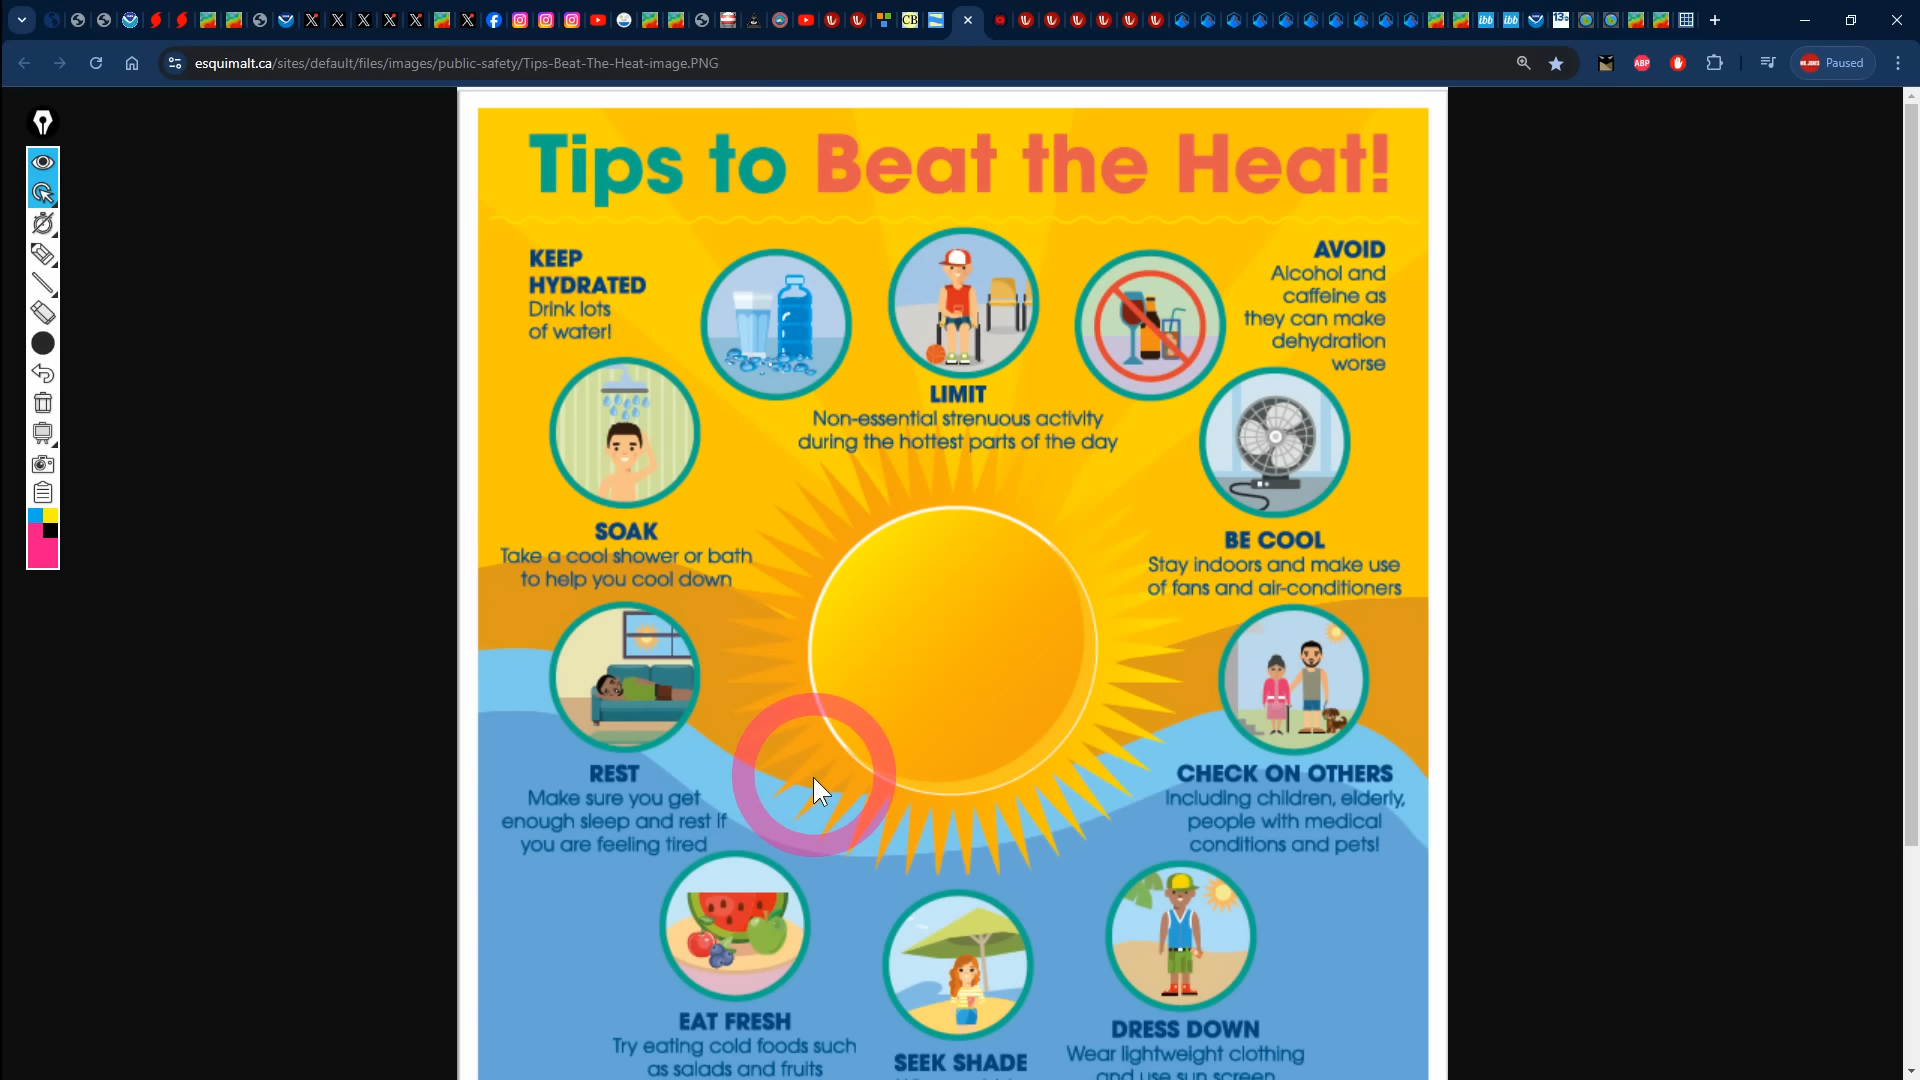 esquimalt.ca/sites/default/files/images/public-safety/Tips-Beat-The-Heat-image.PNG
Paused
Tips to Beat the Heat!
KEEP
HYDRATED
Drink lots
of water!
LIMIT
Non-essential strenuous activity
during the hottest parts of the day
AVOID
Alcohol and
caffeine as
they can make
dehydration
worse
SOAK
Take a cool shower or bath
to help you cool down
BE COOL
Stay indoors and make use
of fans and air-conditioners
REST
Make sure you get
enough sleep and rest if
you are feeling tired
CHECK ON OTHERS
Including children, elderly,
people with medical
conditions and pets!
EAT FRESH
Try eating cold foods such
as salads and fruits
SEEK SHADE
DRESS DOWN
Wear lightweight clothing
and use sun screen